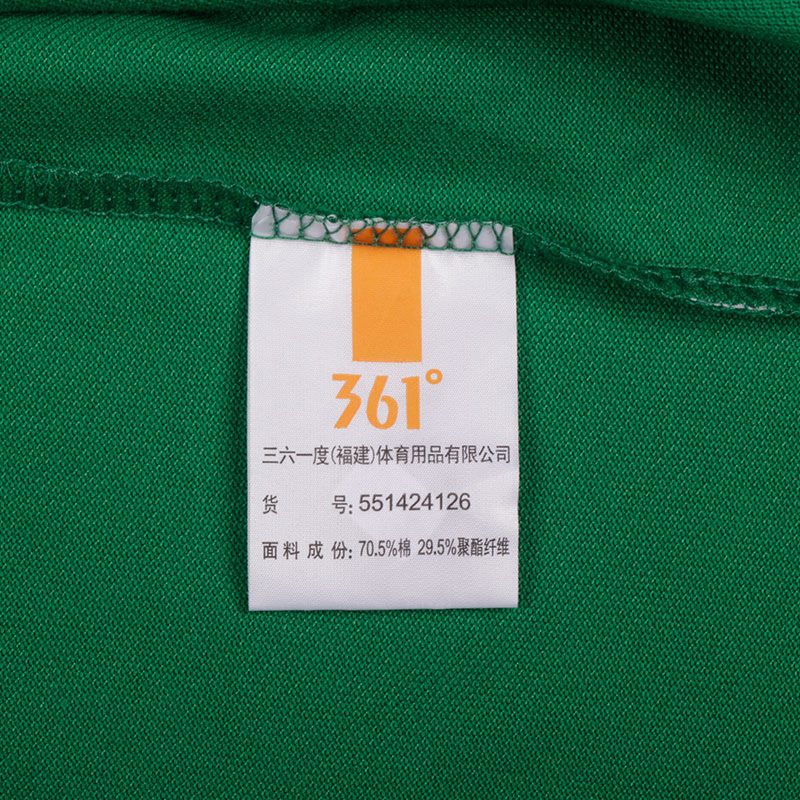 361°
三六一度(福建)体育用品有限公司
货 号: 551424126
面料成份: 70.5%棉 29.5%聚酯纤维